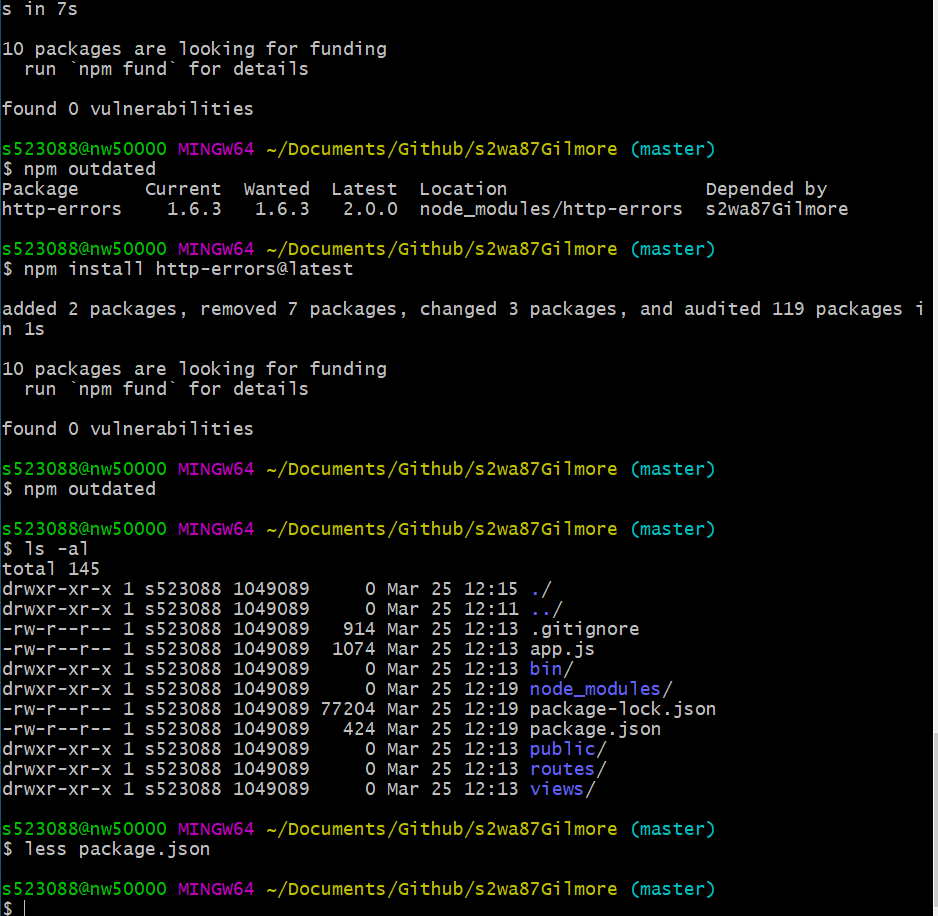 s in 7s
10 packages are looking for funding
  run `npm fund` for details
found 0 vulnerabilities
s523088@nw50000 MINGW64 ~/Documents/Github/s2wa87Gilmore (master)
$ npm outdated
Package      Current  Wanted  Latest  Location                  Depended by
http-errors    1.6.3   1.6.3   2.0.0  node_modules/http-errors  s2wa87Gilmore
s523088@nw50000 MINGW64 ~/Documents/Github/s2wa87Gilmore (master)
$ npm install http-errors@latest
added 2 packages, removed 7 packages, changed 3 packages, and audited 119 packages i
n 1s
10 packages are looking for funding
  run `npm fund` for details
found 0 vulnerabilities
s523088@nw50000 MINGW64 ~/Documents/Github/s2wa87Gilmore (master)
$ npm outdated
s523088@nw50000 MINGW64 ~/Documents/Github/s2wa87Gilmore (master)
$ ls -al
total 145
drwxr-xr-x 1 s523088 1049089     0 Mar 25 12:15 ./
drwxr-xr-x 1 s523088 1049089     0 Mar 25 12:11 ../
-rw-r--r-- 1 s523088 1049089   914 Mar 25 12:13 .gitignore
-rw-r--r-- 1 s523088 1049089  1074 Mar 25 12:13 app.js
drwxr-xr-x 1 s523088 1049089     0 Mar 25 12:13 bin/
drwxr-xr-x 1 s523088 1049089     0 Mar 25 12:19 node_modules/
-rw-r--r-- 1 s523088 1049089 77204 Mar 25 12:19 package-lock.json
-rw-r--r-- 1 s523088 1049089   424 Mar 25 12:19 package.json
drwxr-xr-x 1 s523088 1049089     0 Mar 25 12:13 public/
drwxr-xr-x 1 s523088 1049089     0 Mar 25 12:13 routes/
drwxr-xr-x 1 s523088 1049089     0 Mar 25 12:13 views/
s523088@nw50000 MINGW64 ~/Documents/Github/s2wa87Gilmore (master)
$ less package.json
s523088@nw50000 MINGW64 ~/Documents/Github/s2wa87Gilmore (master)
$